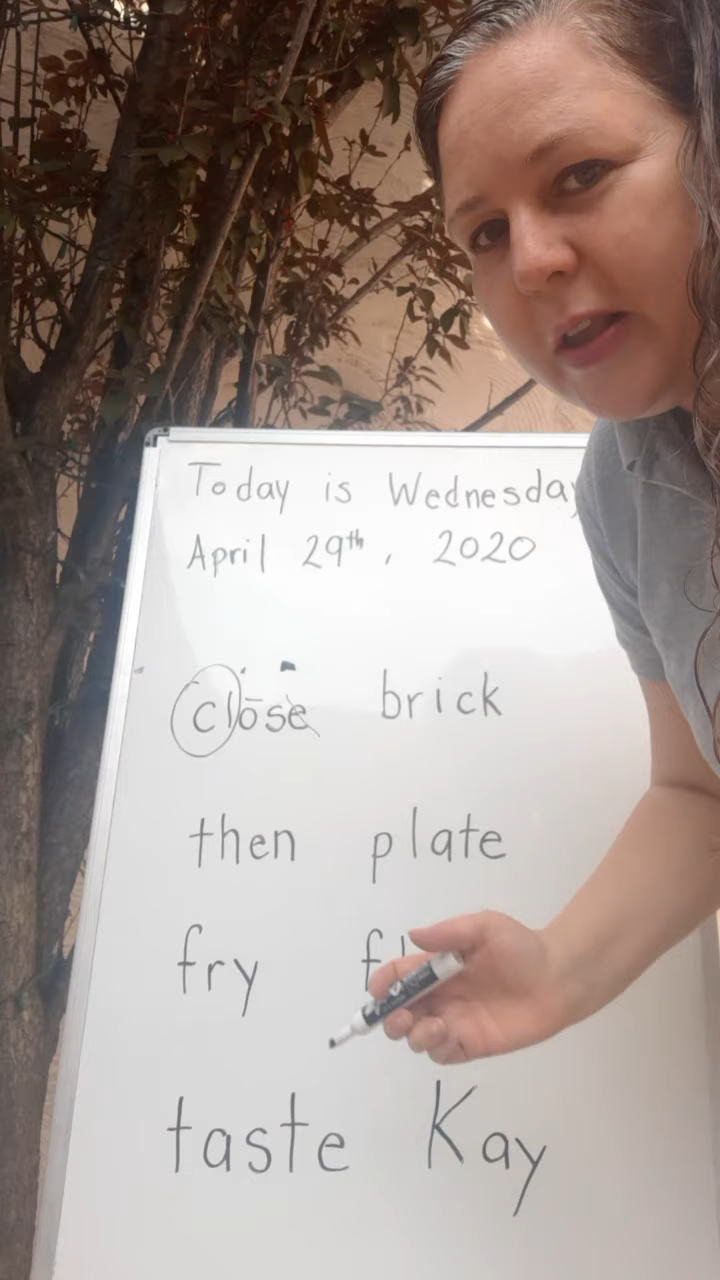 Today is Wednesday
April 29th, 2020
close brick
then plate
fry
taste Kay